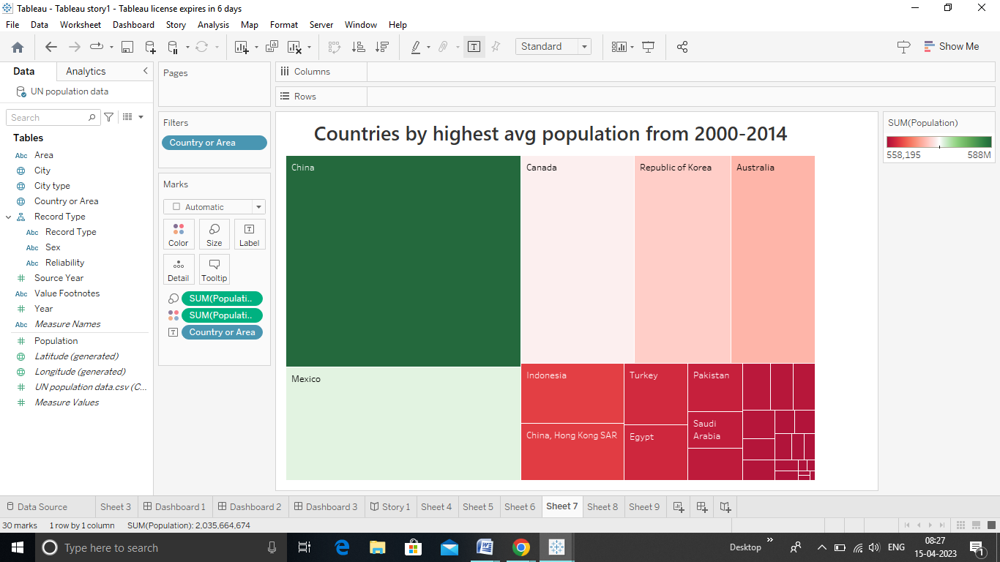 Tableau - Tableau story1 - Tableau license expires in 6 days
File Data Worksheet Dashboard Story Analysis Map Format Server Window Help
Standard
Show Me
Data Analytics
UN population data
Search
Tables
Abc Area
City
City type
Country or Area
Record Type
Abc Record Type
Abc Sex
Abc Reliability
Source Year
Abc Value Footnotes
Year
Abc Measure Names
Population
Latitude (generated)
Longitude (generated)
UN population data.csv (C...
Measure Values
Pages
Filters
Country or Area
Marks
Automatic
Color Size Label
Detail Tooltip
SUM(Populati..
SUM(Populati..
Country or Area
Columns
Rows
Countries by highest avg population from 2000-2014
China
Canada
Republic of Korea
Australia
Mexico
Indonesia
Turkey
Pakistan
Saudi
Arabia
China, Hong Kong SAR
Egypt
SUM(Population)
558,195 588M
Data Source Sheet 3 Dashboard 1 Dashboard 2 Dashboard 3 Story 1 Sheet 4 Sheet 5 Sheet 6 Sheet 7 Sheet 8 Sheet 9
30 marks 1 row by 1 column SUM(Population): 2,035,664,674
Type here to search
Desktop
ENG
08:27
15-04-2023
1